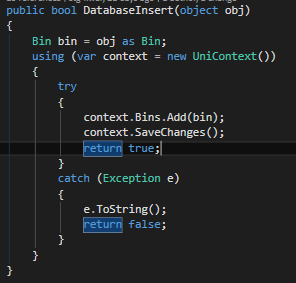 public bool DatabaseInsert(object obj)
{
    Bin bin = obj as Bin;
    using (var context = new UniContext())
    {
        try
        {
            context.Bins.Add(bin);
            context.SaveChanges();
            return true;
        }
        catch (Exception e)
        {
            e.ToString();
            return false;
        }
    }
}